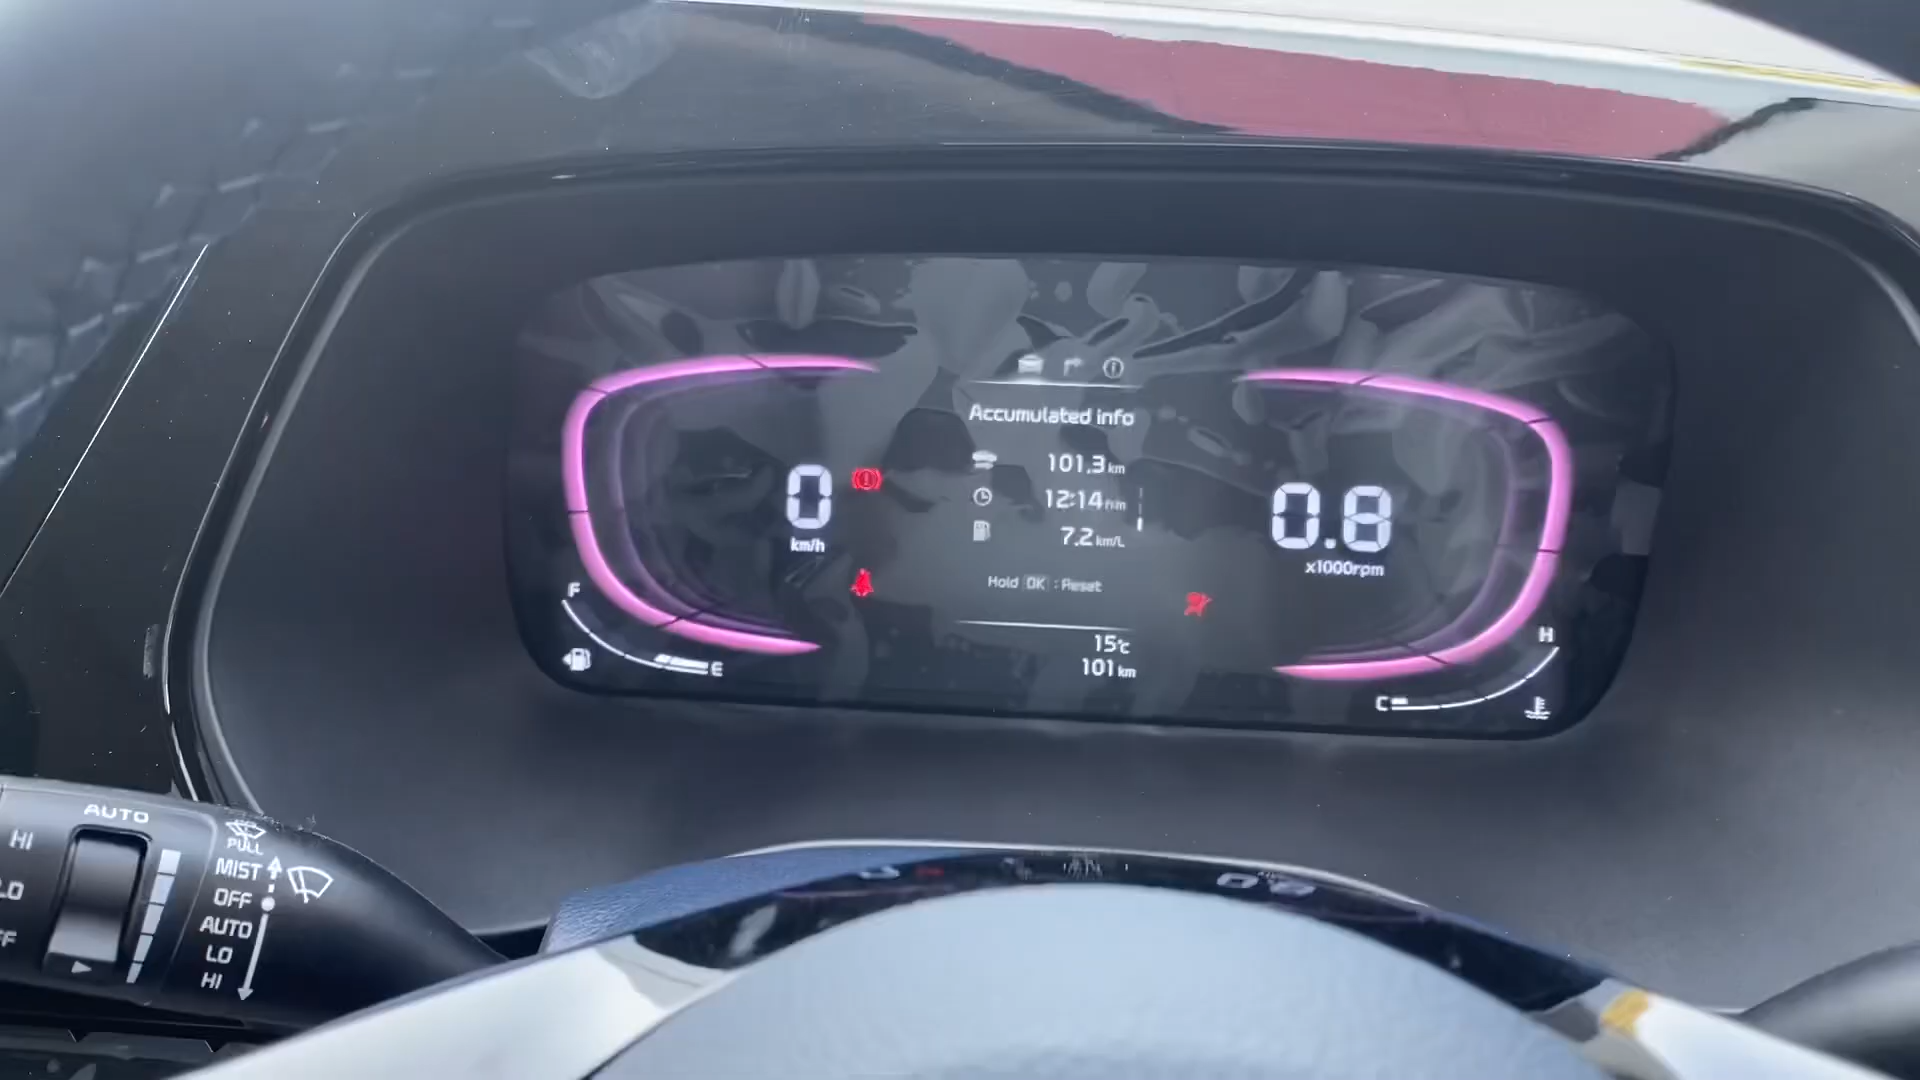 Accumulated info
101.3 km
12:14 h:m
7.2 km/L
Hold OK : Reset
0
km/h
0.8
x1000rpm
F
E
15℃
101 km
H
C
AUTO
HI
LO
PULL
MIST
OFF
AUTO
LO
HI